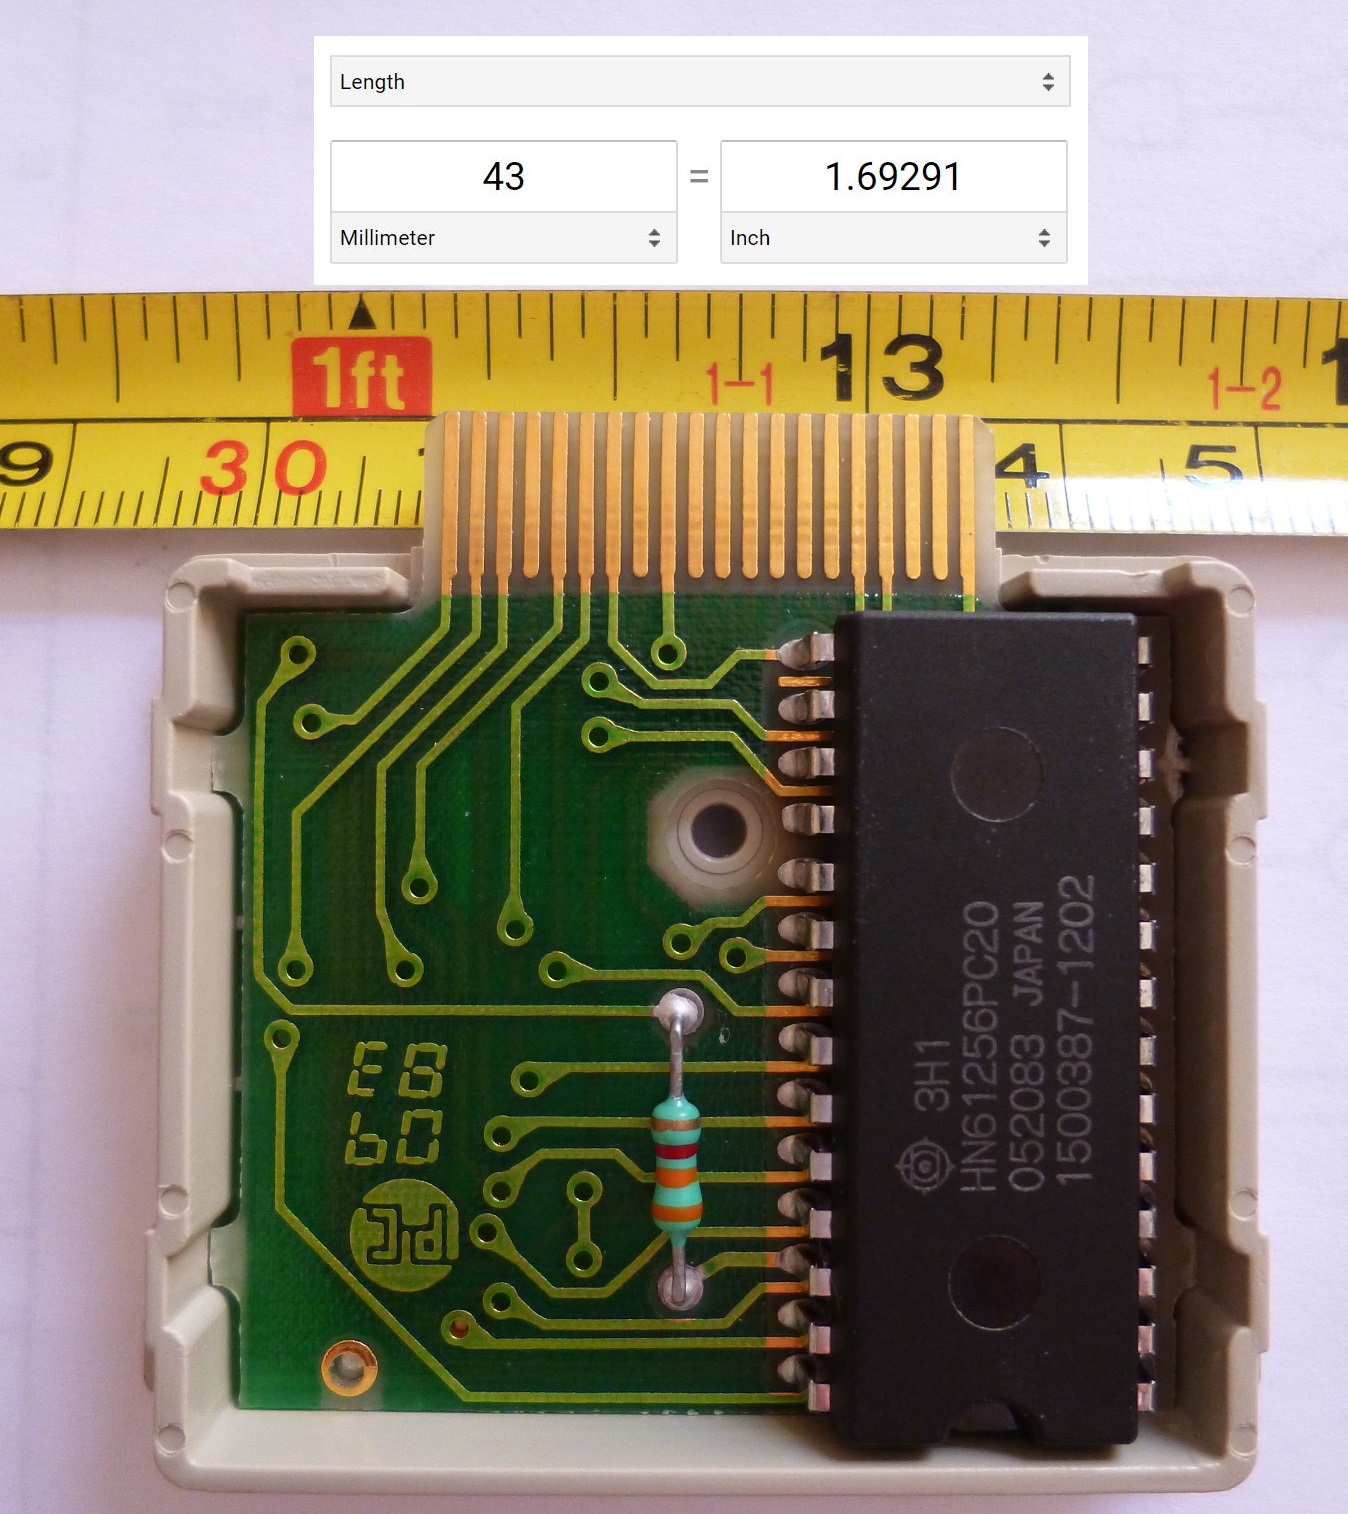 Length
43 = 1.69291
Millimeter Inch
1ft 1-1 13 1-2
9 30 4 5
E8
60
3H1
HN61256PC20
052083 JAPAN
1500387-1202